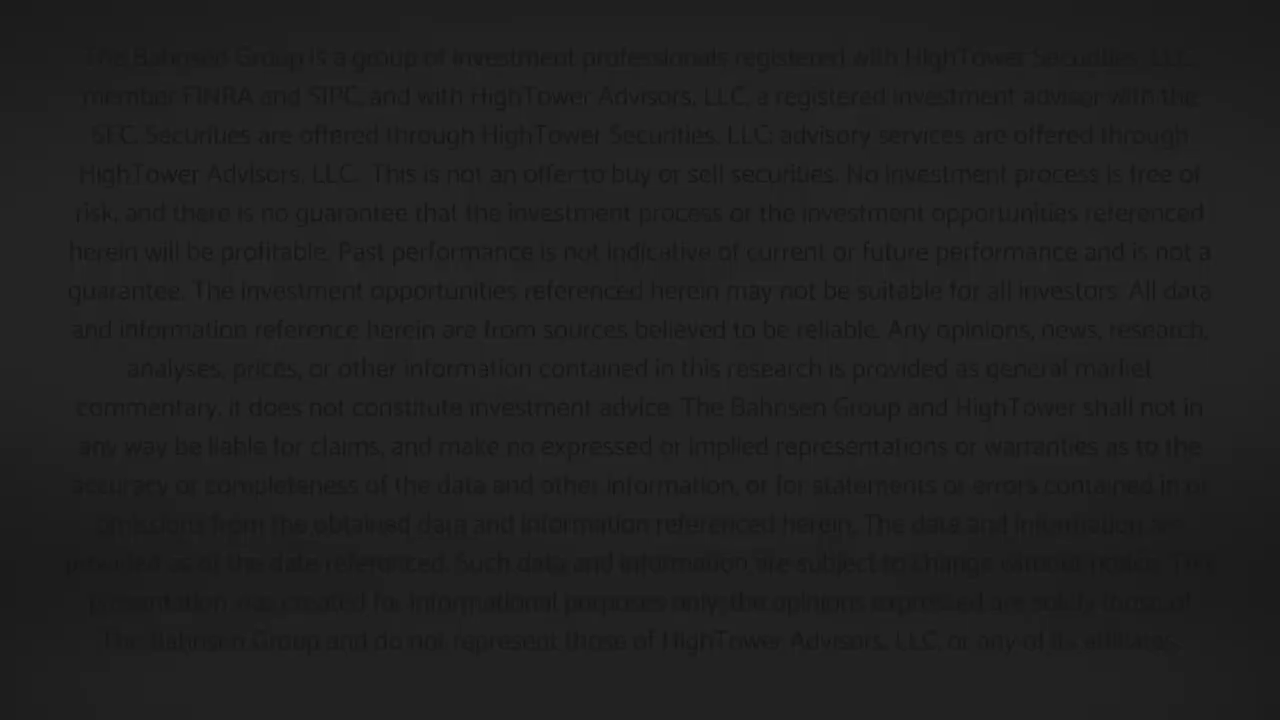 The Bahnsen Group is a group of investment professionals registered with HighTower Securities, LLC,
member FINRA and SIPC, and with HighTower Advisors, LLC, a registered investment advisor with the
SEC. Securities are offered through HighTower Securities, LLC; advisory services are offered through
HighTower Advisors, LLC. This is not an offer to buy or sell securities. No investment process is free of
risk, and there is no guarantee that the investment process or the investment opportunities referenced
herein will be profitable. Past performance is not indicative of current or future performance and is not a
guarantee. The investment opportunities referenced herein may not be suitable for all investors. All data
and information reference herein are from sources believed to be reliable. Any opinions, news, research,
analyses, prices, or other information contained in this research is provided as general market
commentary, it does not constitute investment advice. The Bahnsen Group and HighTower shall not in
any way be liable for claims, and make no expressed or implied representations or warranties as to the
accuracy or completeness of the data and other information, or for statements or errors contained in or
omissions from the obtained data and information referenced herein. The data and information are
provided as of the date referenced. Such data and information are subject to change without notice. This
presentation was created for informational purposes only; the opinions expressed are solely those of
The Bahnsen Group and do not represent those of HighTower Advisors, LLC, or any of its affiliates.